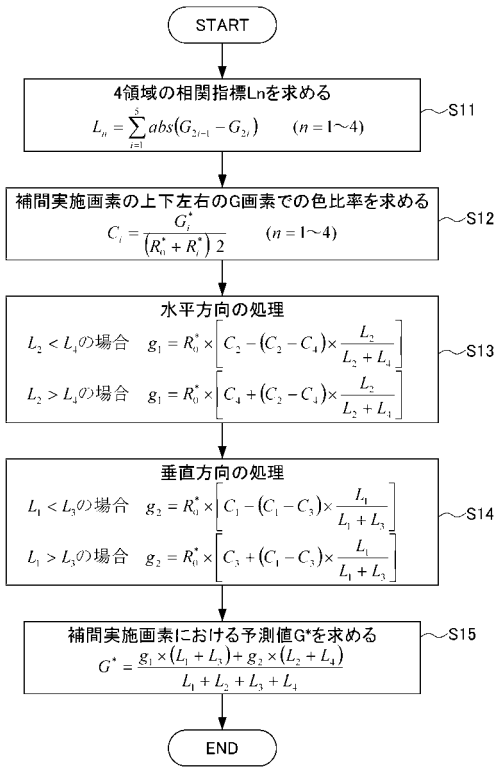 START
4領域の相関指標Lnを求める
L_n = \sum_{i=1}^{5} abs(G_{2i-1} - G_{2i}) (n = 1~4)
S11
補間実施画素の上下左右のG画素での色比率を求める
C_i = \frac{G_i^*}{(R_0^* + R_i^*) 2} (n = 1~4)
S12
水平方向の処理
L_2 < L_4の場合 g_1 = R_0^* × [C_2 - (C_2 - C_4) × \frac{L_2}{L_2 + L_4}]
L_2 > L_4の場合 g_1 = R_0^* × [C_4 + (C_2 - C_4) × \frac{L_2}{L_2 + L_4}]
S13
垂直方向の処理
L_1 < L_3の場合 g_2 = R_0^* × [C_1 - (C_1 - C_3) × \frac{L_1}{L_1 + L_3}]
L_1 > L_3の場合 g_2 = R_0^* × [C_3 + (C_1 - C_3) × \frac{L_1}{L_1 + L_3}]
S14
補間実施画素における予測値G*を求める
G^* = \frac{g_1 × (L_1 + L_3) + g_2 × (L_2 + L_4)}{L_1 + L_2 + L_3 + L_4}
S15
END